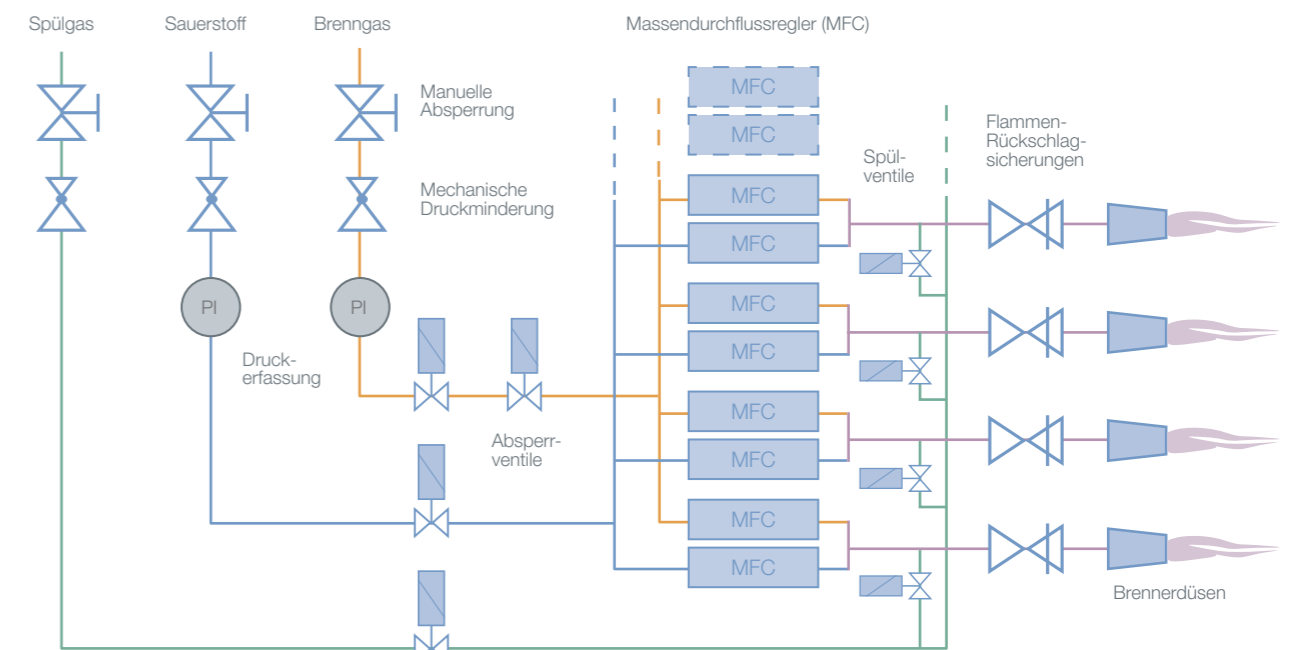 Spülgas
Sauerstoff
Brenngas
Massendurchflussregler (MFC)
Manuelle
Absperrung
Mechanische
Druckminderung
PI
PI
Druck-
erfassung
Absperr-
ventile
MFC
MFC
MFC
MFC
MFC
MFC
MFC
MFC
MFC
MFC
Spül-
ventile
Flammen-
Rückschlag-
sicherungen
Brennerdüsen